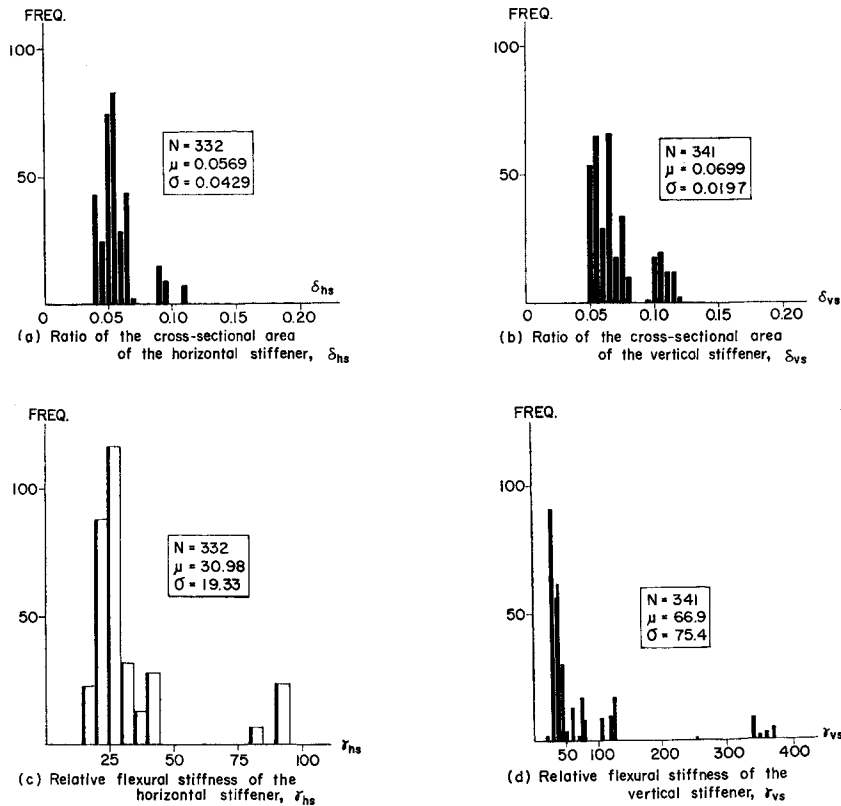 FREQ.
100
50
N = 332
μ = 0.0569
σ = 0.0429
δhs
0 0.05 0.10 0.15 0.20
(a) Ratio of the cross-sectional area
of the horizontal stiffener, δhs
FREQ.
100
50
N = 341
μ = 0.0699
σ = 0.0197
δvs
0 0.05 0.10 0.15 0.20
(b) Ratio of the cross-sectional area
of the vertical stiffener, δvs
FREQ.
100
50
N = 332
μ = 30.98
σ = 19.33
γhs
25 50 75 100
(c) Relative flexural stiffness of the
horizontal stiffener, γhs
FREQ.
100
50
N = 341
μ = 66.9
σ = 75.4
γvs
50 100 200 300 400
(d) Relative flexural stiffness of the
vertical stiffener, γvs